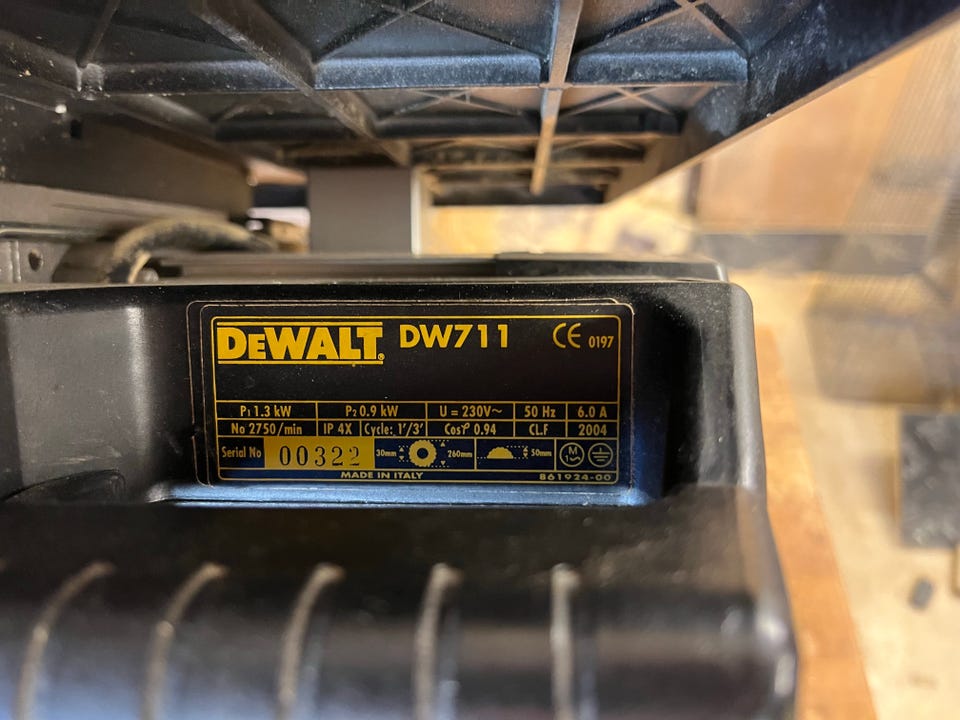 DEWALT® DW711 CE 0197
P1 1.3 kW P2 0.9 kW U = 230V~ 50 Hz 6.0 A
No 2750/min IP 4X Cycle: 1'/3' Cosφ 0.94 CL.F 2004
Serial No 00322 30mm 260mm 50mm M
MADE IN ITALY 861924-00